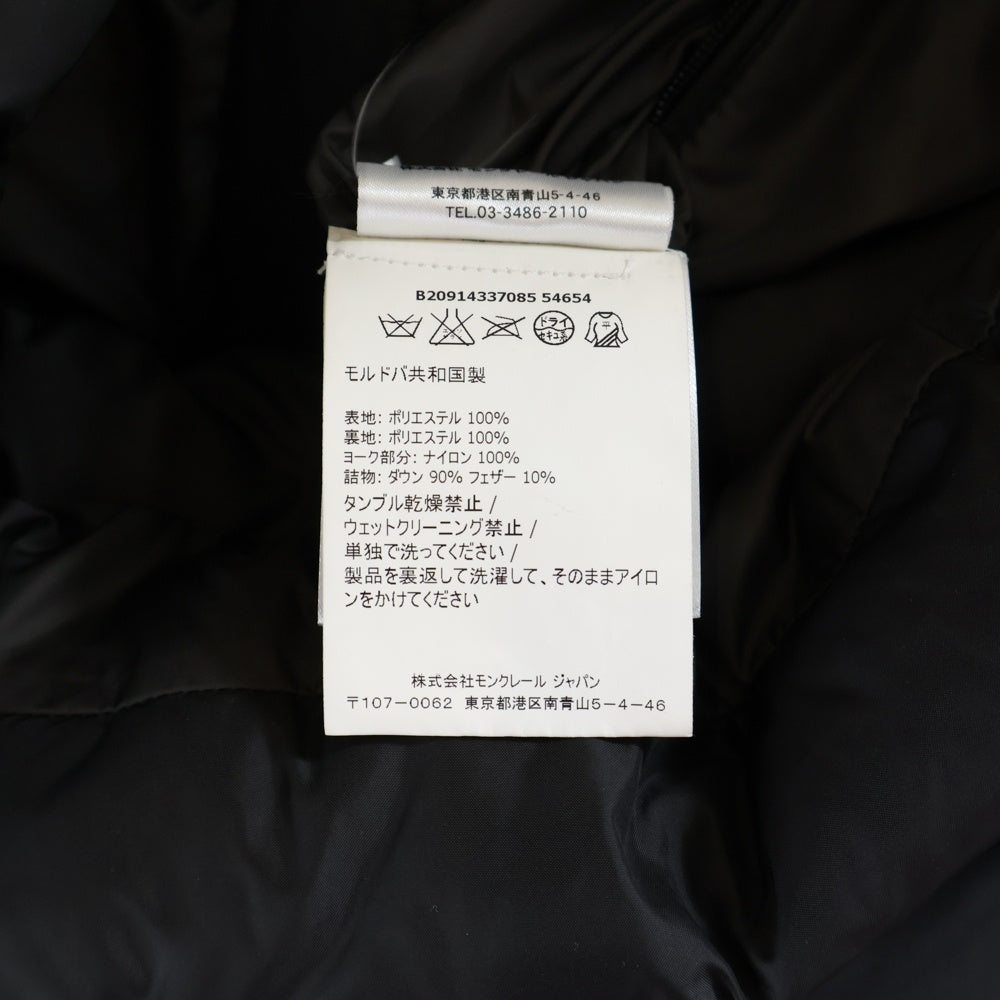 東京都港区南青山5-4-46
TEL.03-3486-2110
B20914337085 54654
ドライ
セキユ系
平
モルドバ共和国製
表地: ポリエステル 100%
裏地: ポリエステル 100%
ヨーク部分: ナイロン 100%
詰物: ダウン 90% フェザー 10%
タンブル乾燥禁止 /
ウェットクリーニング禁止 /
単独で洗ってください /
製品を裏返して洗濯して、そのままアイロ
ンをかけてください
株式会社モンクレール ジャパン
〒107-0062 東京都港区南青山5-4-46